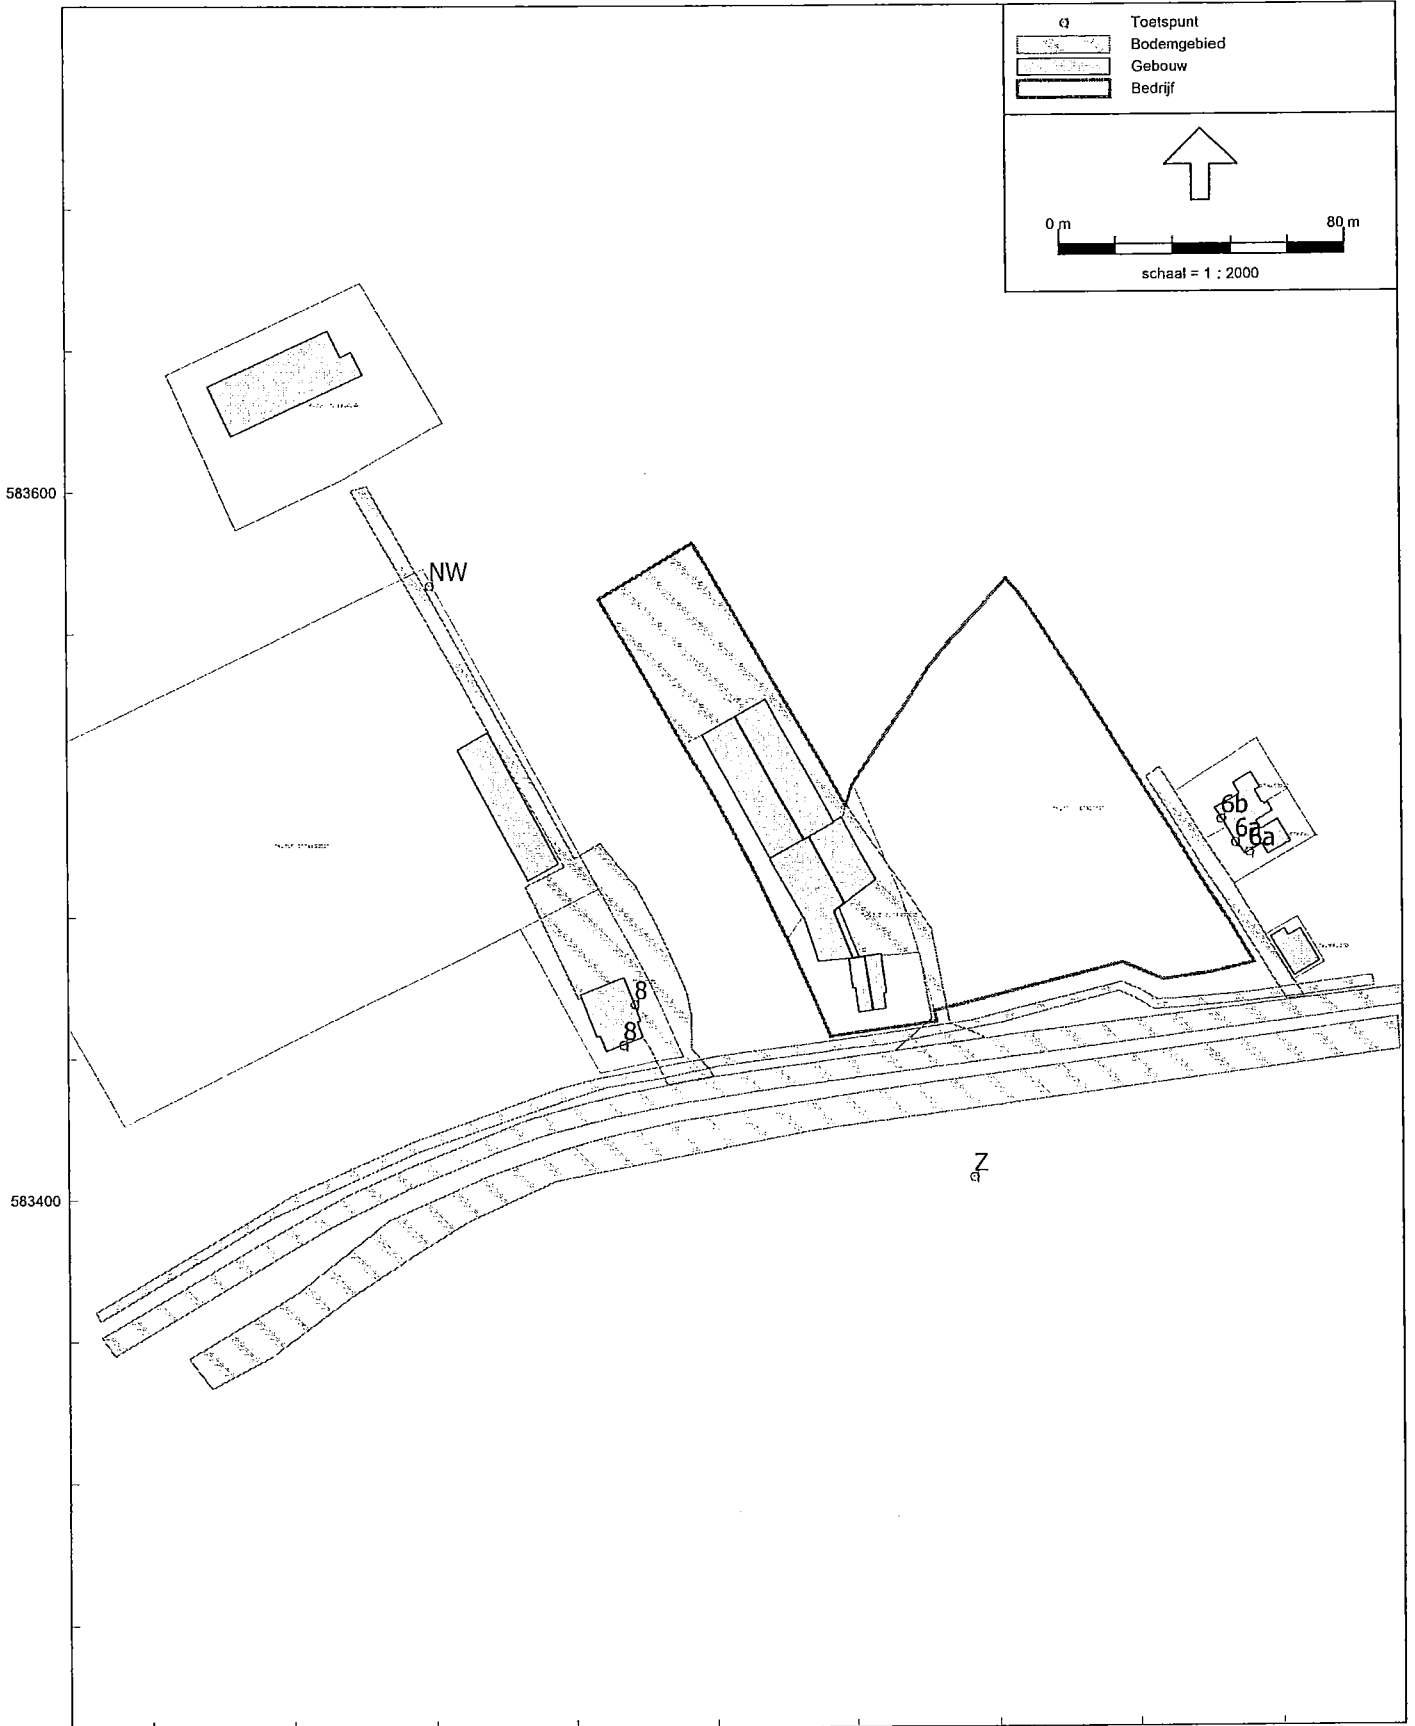 Toetspunt
Bodemgebied
Gebouw
Bedrijf
0 m 80 m
schaal = 1 : 2000
583600
NW
6b
6a
6a
8
8
Z
583400